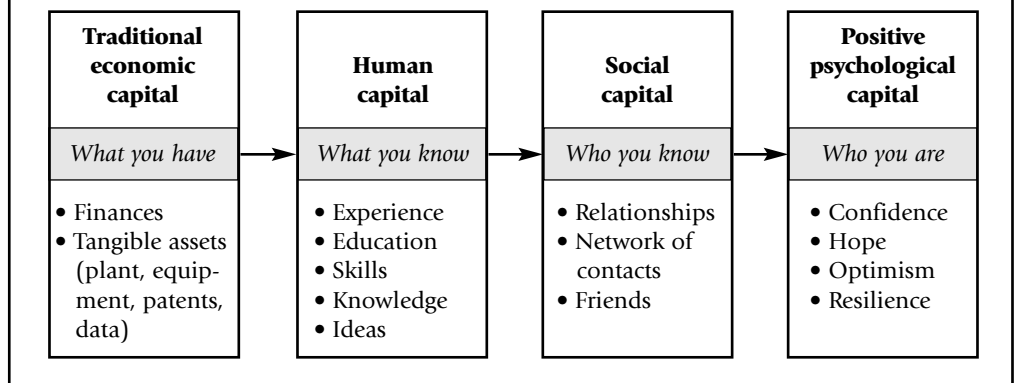 Traditional
economic
capital
What you have
• Finances
• Tangible assets
(plant, equip-
ment, patents,
data)
Human
capital
What you know
• Experience
• Education
• Skills
• Knowledge
• Ideas
Social
capital
Who you know
• Relationships
• Network of
contacts
• Friends
Positive
psychological
capital
Who you are
• Confidence
• Hope
• Optimism
• Resilience